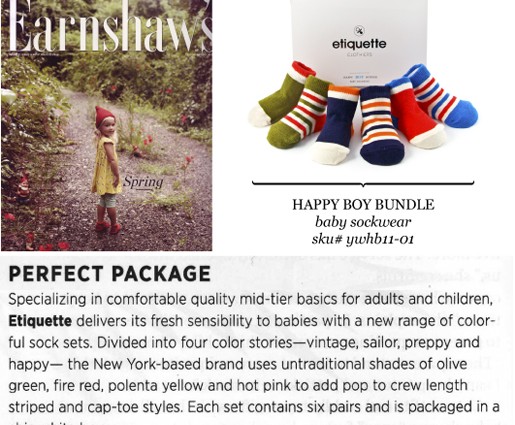 Earnshaw's
Spring
etiquette
CLOTHIERS
HAPPY BOY BUNDLE
baby sockwear
sku# ywhb11-01
PERFECT PACKAGE
Specializing in comfortable quality mid-tier basics for adults and children,
Etiquette delivers its fresh sensibility to babies with a new range of color-
ful sock sets. Divided into four color stories—vintage, sailor, preppy and
happy— the New York-based brand uses untraditional shades of olive
green, fire red, polenta yellow and hot pink to add pop to crew length
striped and cap-toe styles. Each set contains six pairs and is packaged in a